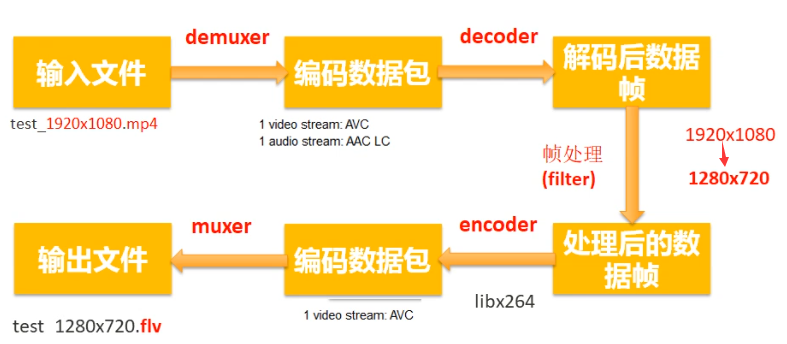 demuxer
decoder
输入文件
编码数据包
解码后数据
帧
test_1920x1080.mp4
1 video stream: AVC
1 audio stream: AAC LC
帧处理
(filter)
1920x1080
1280x720
muxer
encoder
输出文件
编码数据包
处理后的数
据帧
libx264
1 video stream: AVC
test 1280x720.flv